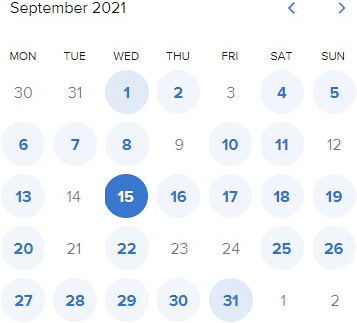 September 2021
MON TUE WED THU FRI SAT SUN
30 31 1 2 3 4 5
6 7 8 9 10 11 12
13 14 15 16 17 18 19
20 21 22 23 24 25 26
27 28 29 30 31 1 2